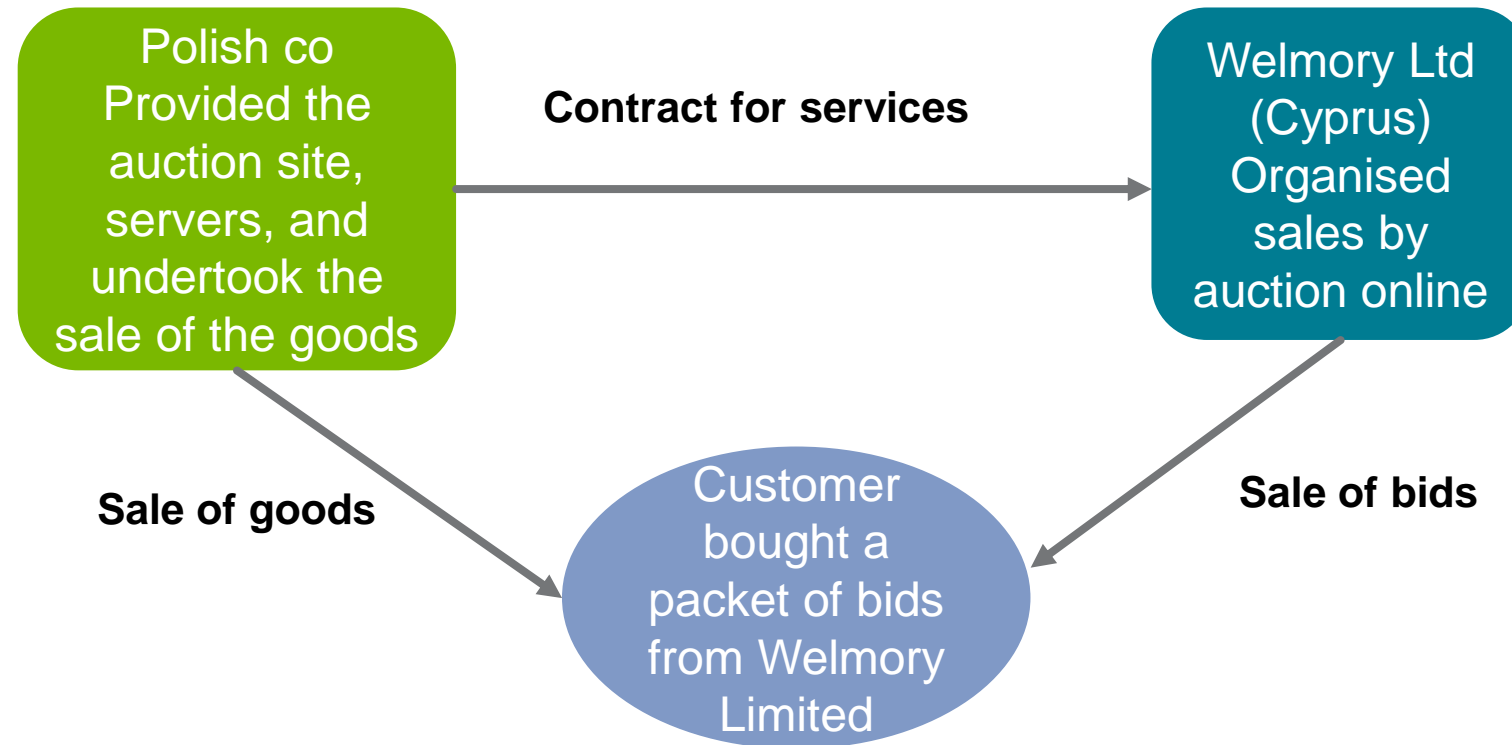 Polish co
Provided the
auction site,
servers, and
undertook the
sale of the goods
Contract for services
Welmory Ltd
(Cyprus)
Organised
sales by
auction online
Sale of goods
Customer
bought a
packet of bids
from Welmory
Limited
Sale of bids